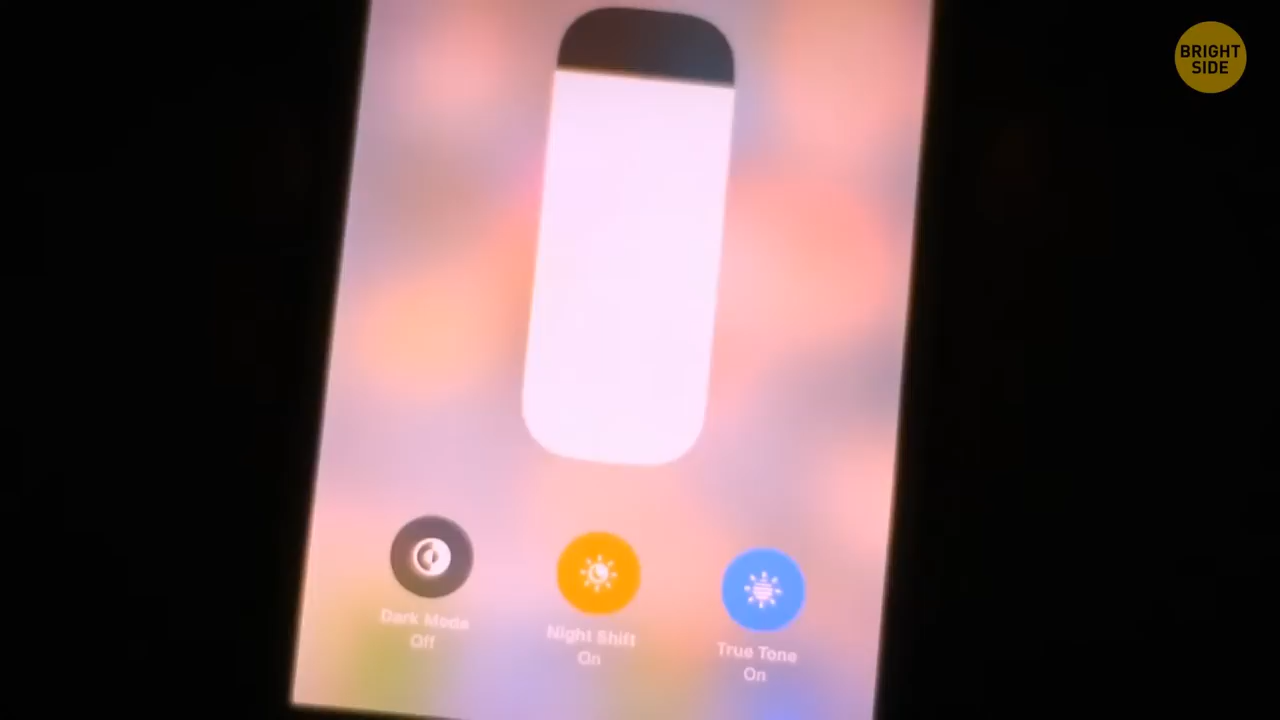 BRIGHT
SIDE
Dark Mode
Off
Night Shift
On
True Tone
On